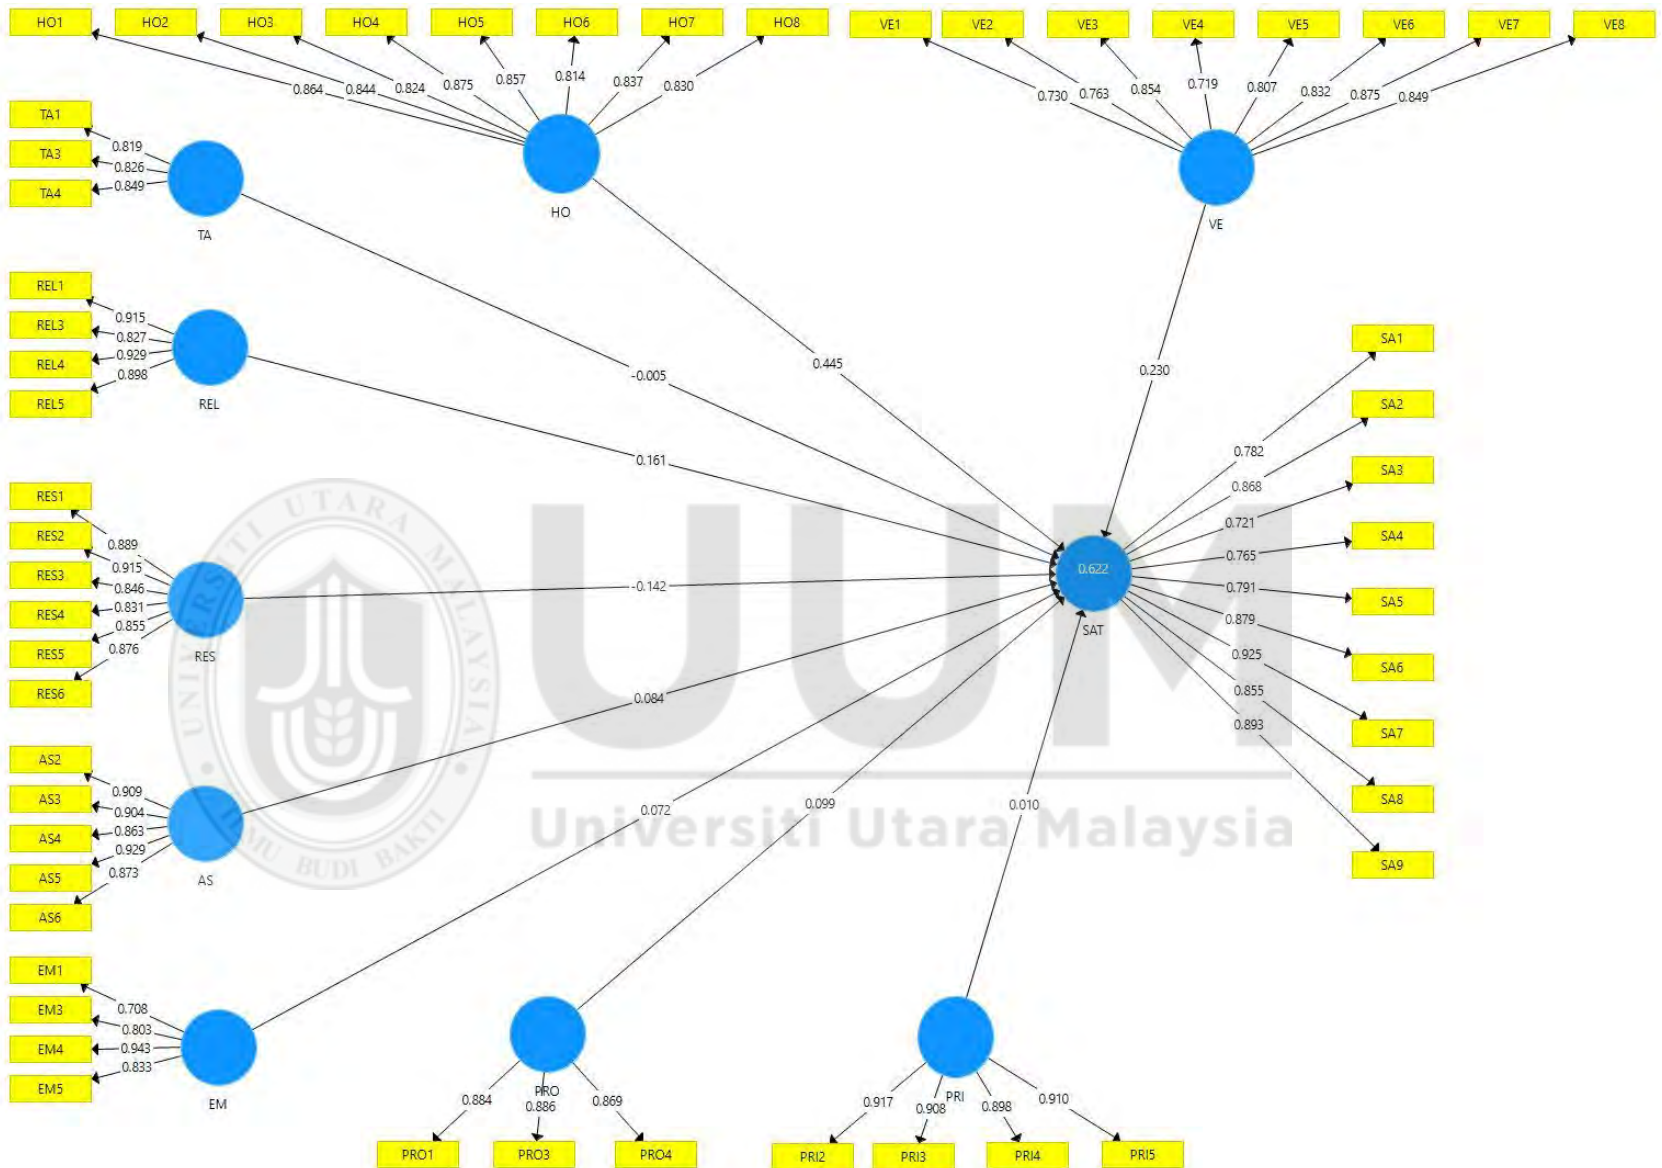 HO1 HO2 HO3 HO4 HO5 HO6 HO7 HO8 VE1 VE2 VE3 VE4 VE5 VE6 VE7 VE8
0.864 0.844 0.824 0.875 0.857 0.814 0.837 0.830
0.730 0.763 0.854 0.719 0.807 0.832 0.875 0.849
HO
VE
TA1
TA3
TA4
0.819
0.826
0.849
TA
REL1
REL3
REL4
REL5
0.915
0.827
0.929
0.898
REL
RES1
RES2
RES3
RES4
RES5
RES6
0.889
0.915
0.846
0.831
0.855
0.876
RES
AS2
AS3
AS4
AS5
AS6
0.909
0.904
0.863
0.929
0.873
AS
EM1
EM3
EM4
EM5
0.708
0.803
0.943
0.833
EM
0.445
0.230
-0.005
0.161
-0.142
0.084
0.072
0.099
0.010
0.622
SAT
0.782
0.868
0.721
0.765
0.791
0.879
0.925
0.855
0.893
SA1
SA2
SA3
SA4
SA5
SA6
SA7
SA8
SA9
PRO
0.884 0.886 0.869
PRO1 PRO3 PRO4
PRI
0.917 0.908 0.898 0.910
PRI2 PRI3 PRI4 PRI5
UNIVERSITI UTARA MALAYSIA
ILMU BUDI BAKTI
UUM
Universiti Utara Malaysia